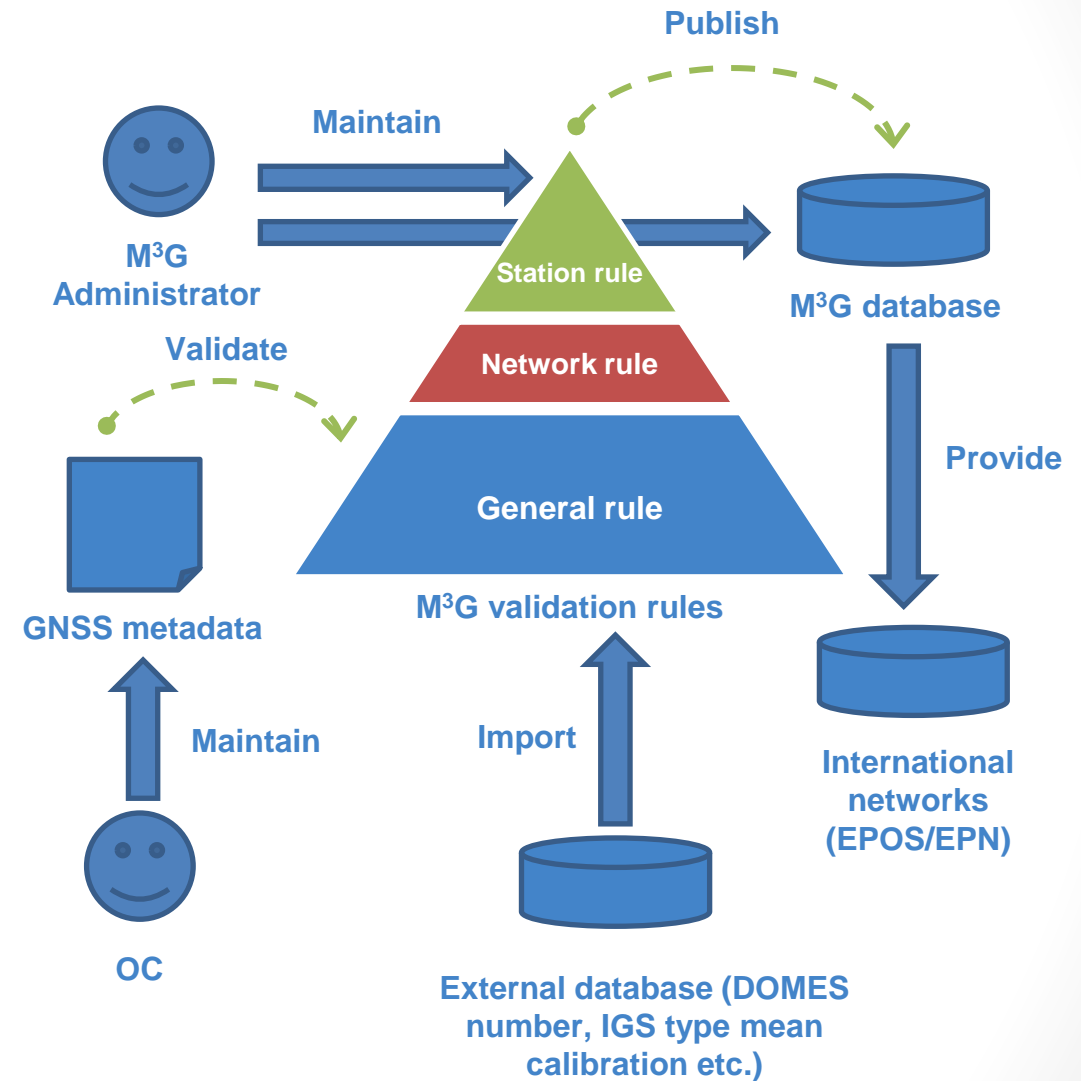 Publish
Maintain
M³G
Administrator
Station rule
M³G database
Validate
Network rule
Provide
General rule
M³G validation rules
GNSS metadata
Maintain
Import
International
networks
(EPOS/EPN)
OC
External database (DOMES
number, IGS type mean
calibration etc.)